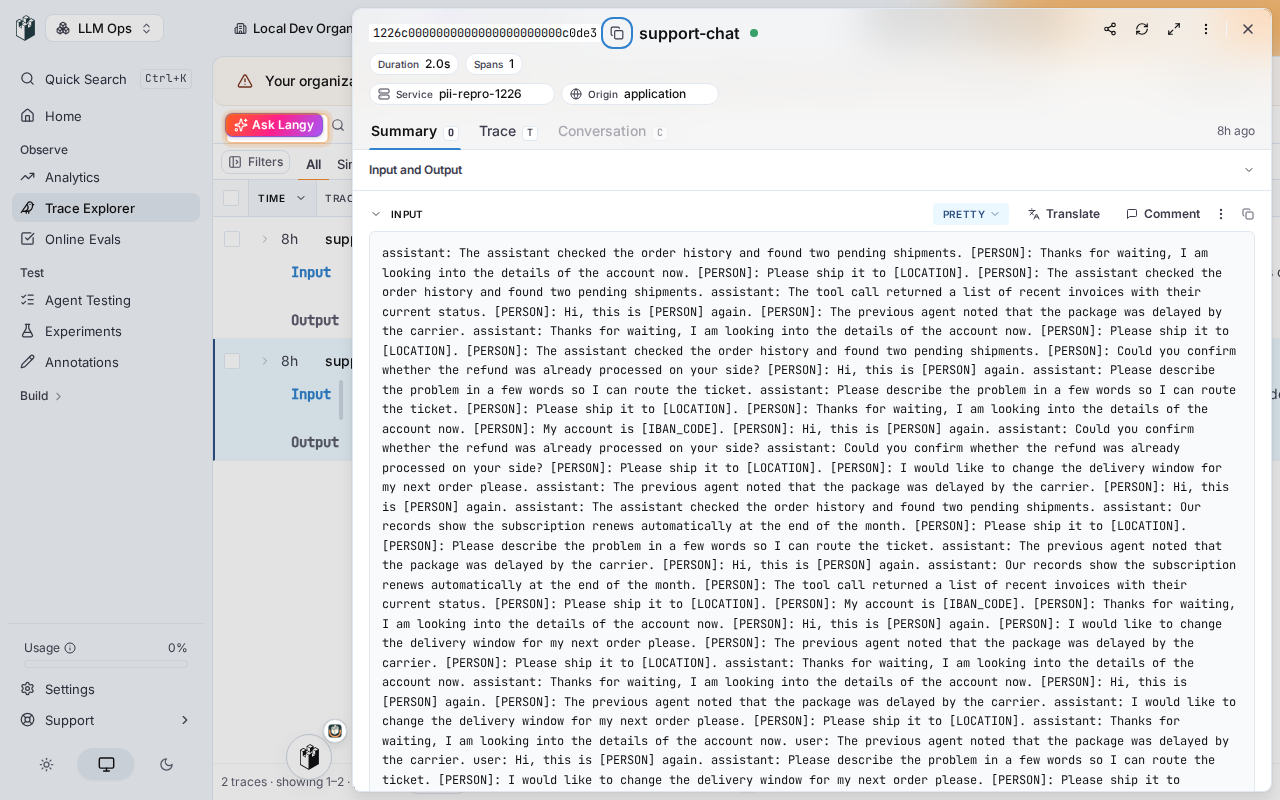 LLM Ops
Local Dev Organ
Quick Search Ctrl+K
Home
Observe
Analytics
Trace Explorer
Online Evals
Test
Agent Testing
Experiments
Annotations
Build
Usage 0%
Settings
Support
Your organiza
Ask Langy
Filters All Sin
TIME TRAC
8h supp
Input
Output
8h supp
Input
Output
2 traces · showing 1–2 ·
1226c000000000000000000000c0de3 support-chat
Duration 2.0s Spans 1
Service pii-repro-1226 Origin application
Summary O Trace T Conversation C 8h ago
Input and Output
INPUT PRETTY Translate Comment
assistant: The assistant checked the order history and found two pending shipments. [PERSON]: Thanks for waiting, I am
looking into the details of the account now. [PERSON]: Please ship it to [LOCATION]. [PERSON]: The assistant checked the
order history and found two pending shipments. assistant: The tool call returned a list of recent invoices with their
current status. [PERSON]: Hi, this is [PERSON] again. [PERSON]: The previous agent noted that the package was delayed by
the carrier. assistant: Thanks for waiting, I am looking into the details of the account now. [PERSON]: Please ship it to
[LOCATION]. [PERSON]: The assistant checked the order history and found two pending shipments. [PERSON]: Could you confirm
whether the refund was already processed on your side? [PERSON]: Hi, this is [PERSON] again. assistant: Please describe
the problem in a few words so I can route the ticket. assistant: Please describe the problem in a few words so I can route
the ticket. [PERSON]: Please ship it to [LOCATION]. [PERSON]: Thanks for waiting, I am looking into the details of the
account now. [PERSON]: My account is [IBAN_CODE]. [PERSON]: Hi, this is [PERSON] again. assistant: Could you confirm
whether the refund was already processed on your side? assistant: Could you confirm whether the refund was already
processed on your side? [PERSON]: Please ship it to [LOCATION]. [PERSON]: I would like to change the delivery window for
my next order please. assistant: The previous agent noted that the package was delayed by the carrier. [PERSON]: Hi, this
is [PERSON] again. assistant: The assistant checked the order history and found two pending shipments. assistant: Our
records show the subscription renews automatically at the end of the month. [PERSON]: Please ship it to [LOCATION].
[PERSON]: Please describe the problem in a few words so I can route the ticket. assistant: The previous agent noted that
the package was delayed by the carrier. [PERSON]: Hi, this is [PERSON] again. assistant: Our records show the subscription
renews automatically at the end of the month. [PERSON]: The tool call returned a list of recent invoices with their
current status. [PERSON]: Please ship it to [LOCATION]. [PERSON]: My account is [IBAN_CODE]. [PERSON]: Thanks for waiting,
I am looking into the details of the account now. [PERSON]: Hi, this is [PERSON] again. [PERSON]: I would like to change
the delivery window for my next order please. [PERSON]: The previous agent noted that the package was delayed by the
carrier. [PERSON]: Please ship it to [LOCATION]. assistant: Thanks for waiting, I am looking into the details of the
account now. assistant: Thanks for waiting, I am looking into the details of the account now. [PERSON]: Hi, this is
[PERSON] again. [PERSON]: The previous agent noted that the package was delayed by the carrier. assistant: I would like to
change the delivery window for my next order please. [PERSON]: Please ship it to [LOCATION]. assistant: Thanks for
waiting, I am looking into the details of the account now. user: The previous agent noted that the package was delayed by
the carrier. user: Hi, this is [PERSON] again. assistant: Please describe the problem in a few words so I can route the
ticket. [PERSON]: I would like to change the delivery window for my next order please. [PERSON]: Please ship it to